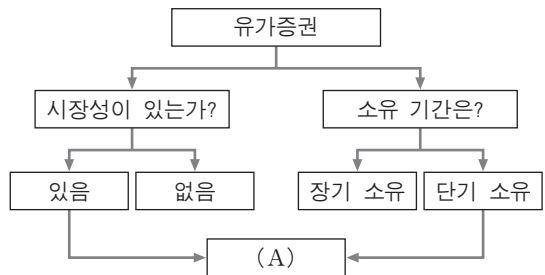 유가증권
시장성이 있는가?
소유 기간은?
있음
없음
장기 소유
단기 소유
(A)